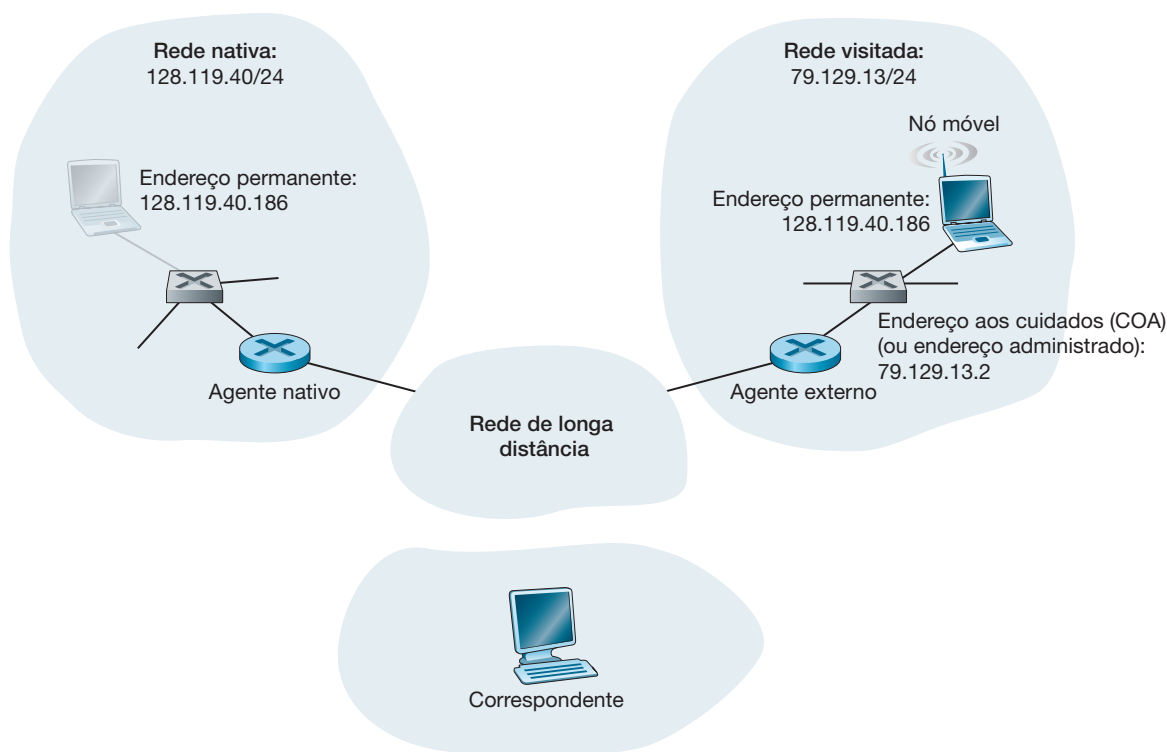 Rede nativa:
128.119.40/24
Endereço permanente:
128.119.40.186
Agente nativo
Rede visitada:
79.129.13/24
Nó móvel
Endereço permanente:
128.119.40.186
Endereço aos cuidados (COA)
(ou endereço administrado):
79.129.13.2
Agente externo
Rede de longa
distância
Correspondente